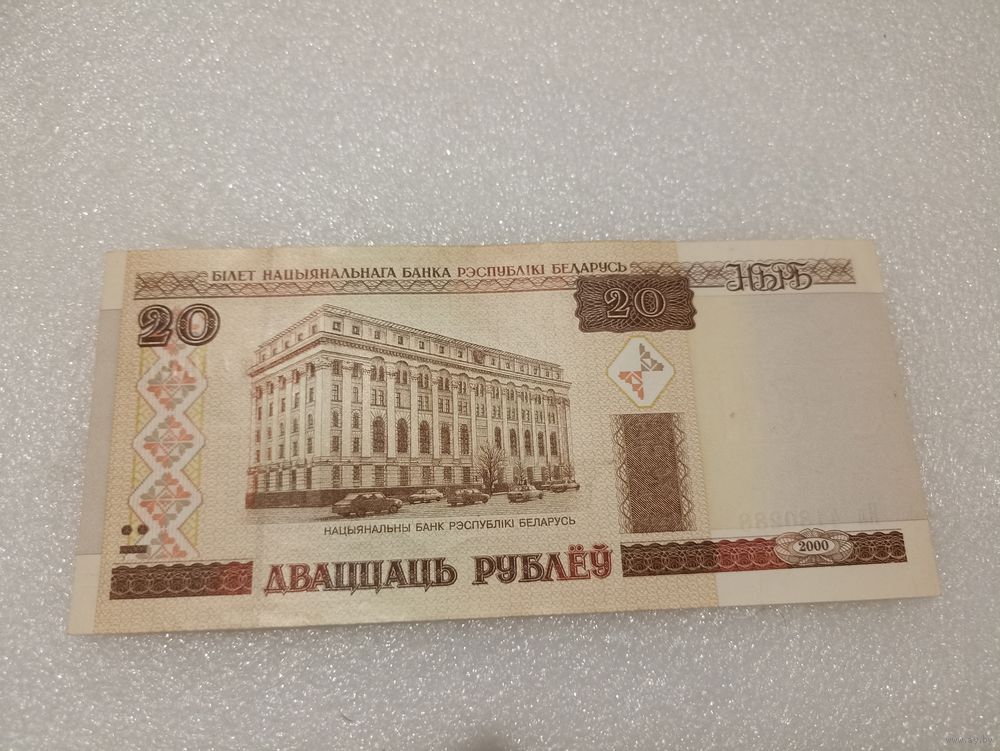 БІЛЕТ НАЦЫЯНАЛЬНАГА БАНКА РЭСПУБЛІКІ БЕЛАРУСЬ
НБРБ
20
20
НАЦЫЯНАЛЬНЫ БАНК РЭСПУБЛІКІ БЕЛАРУСЬ
ДВАЦЦАЦЬ РУБЛЁЎ
2000